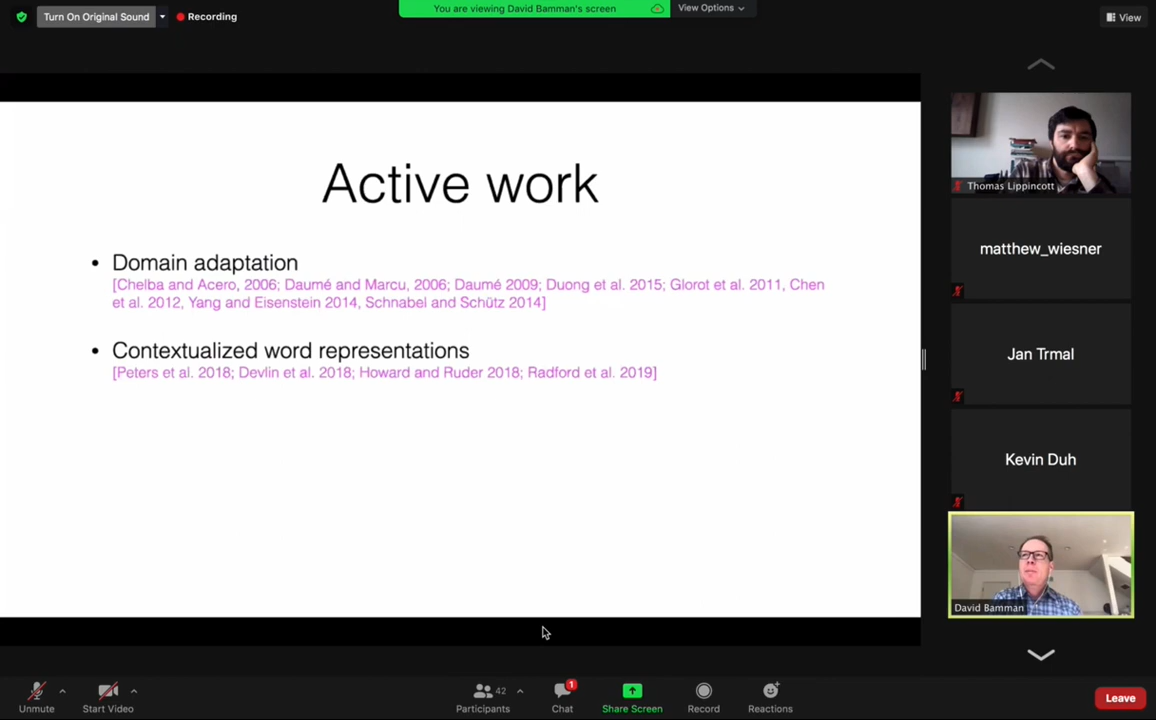 Turn On Original Sound
Recording
You are viewing David Bamman's screen
View Options
View
Active work
• Domain adaptation
[Chelba and Acero, 2006; Daumé and Marcu, 2006; Daumé 2009; Duong et al. 2015; Glorot et al. 2011, Chen
et al. 2012, Yang and Eisenstein 2014, Schnabel and Schütz 2014]
• Contextualized word representations
[Peters et al. 2018; Devlin et al. 2018; Howard and Ruder 2018; Radford et al. 2019]
Thomas Lippincott
matthew_wiesner
Jan Trmal
Kevin Duh
David Bamman
Unmute
Start Video
42
Participants
1
Chat
Share Screen
Record
Reactions
Leave